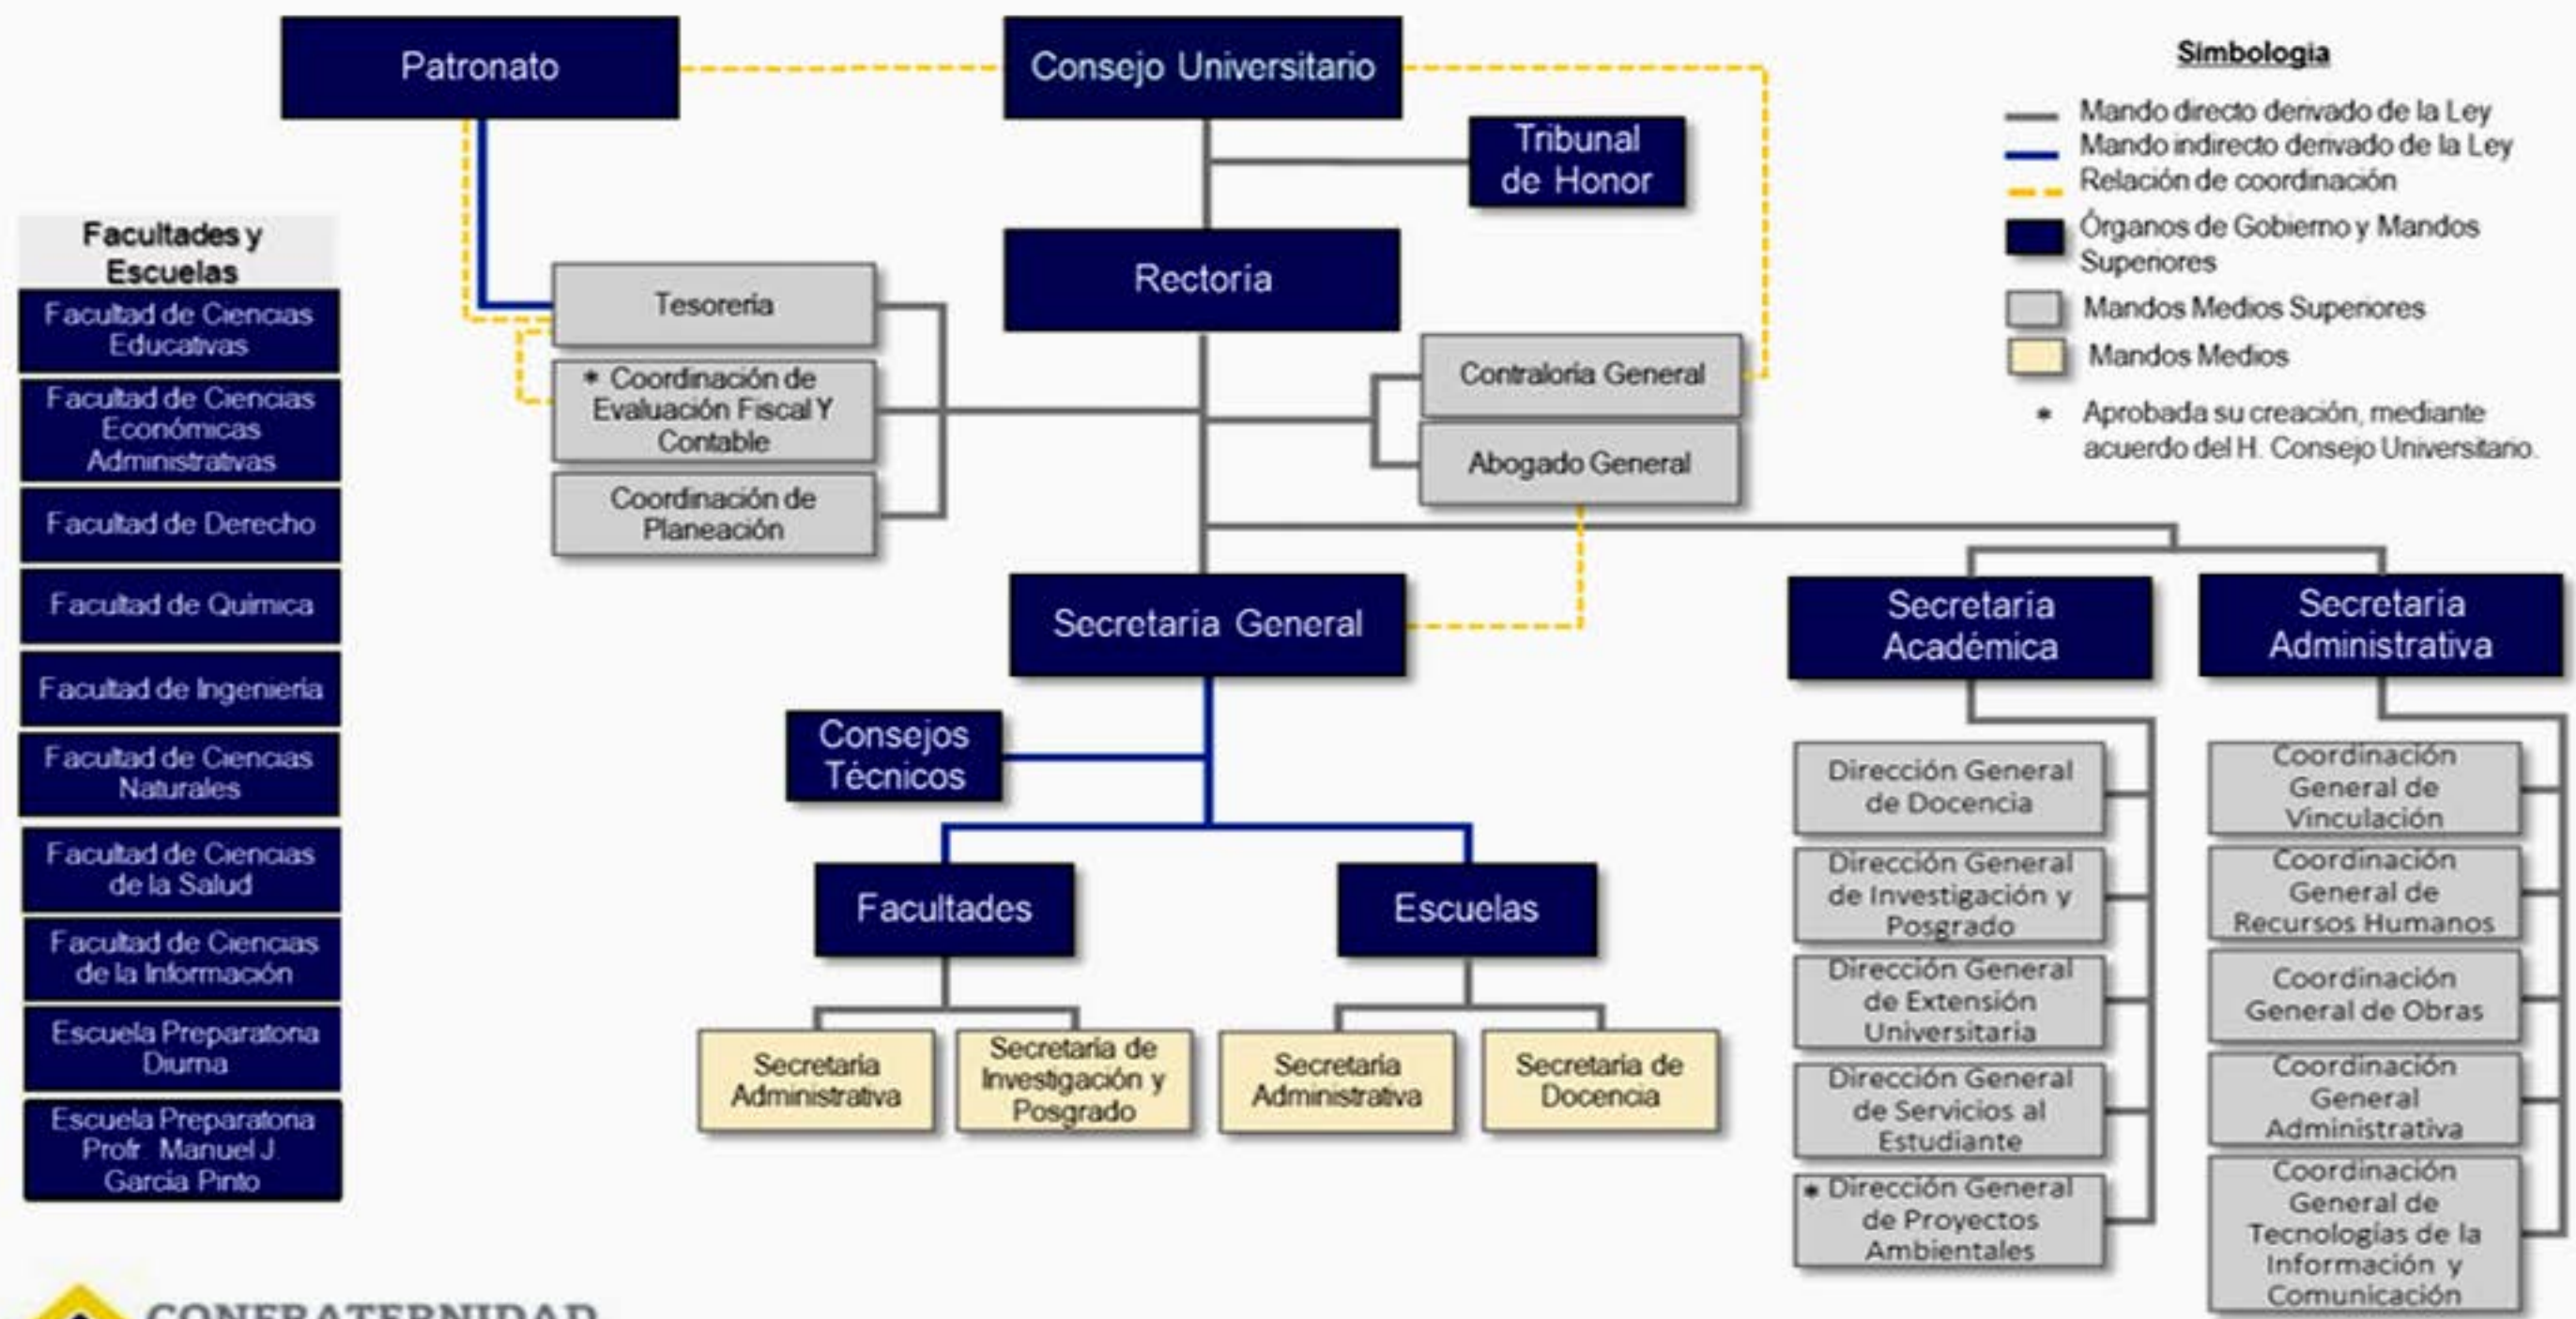 Patronato
Consejo Universitario
Tribunal
de Honor
Rectoría
Simbología
Mando directo derivado de la Ley
Mando indirecto derivado de la Ley
Relación de coordinación
Órganos de Gobierno y Mandos
Superiores
Mandos Medios Superiores
Mandos Medios
* Aprobada su creación, mediante
acuerdo del H. Consejo Universitario.
Facultades y
Escuelas
Facultad de Ciencias
Educativas
Facultad de Ciencias
Económicas
Administrativas
Facultad de Derecho
Facultad de Química
Facultad de Ingeniería
Facultad de Ciencias
Naturales
Facultad de Ciencias
de la Salud
Facultad de Ciencias
de la Información
Escuela Preparatoria
Diurna
Escuela Preparatoria
Profr. Manuel J.
García Pinto
Tesorería
* Coordinación de
Evaluación Fiscal Y
Contable
Coordinación de
Planeación
Contraloría General
Abogado General
Secretaría General
Secretaría
Académica
Secretaría
Administrativa
Consejos
Técnicos
Facultades
Escuelas
Secretaría
Administrativa
Secretaría de
Investigación y
Posgrado
Secretaría
Administrativa
Secretaría de
Docencia
Dirección General
de Docencia
Dirección General
de Investigación y
Posgrado
Dirección General
de Extensión
Universitaria
Dirección General
de Servicios al
Estudiante
* Dirección General
de Proyectos
Ambientales
Coordinación
General de
Vinculación
Coordinación
General de
Recursos Humanos
Coordinación
General de Obras
Coordinación
General
Administrativa
Coordinación
General de
Tecnologías de la
Información y
Comunicación
CONFRATERNIDAD